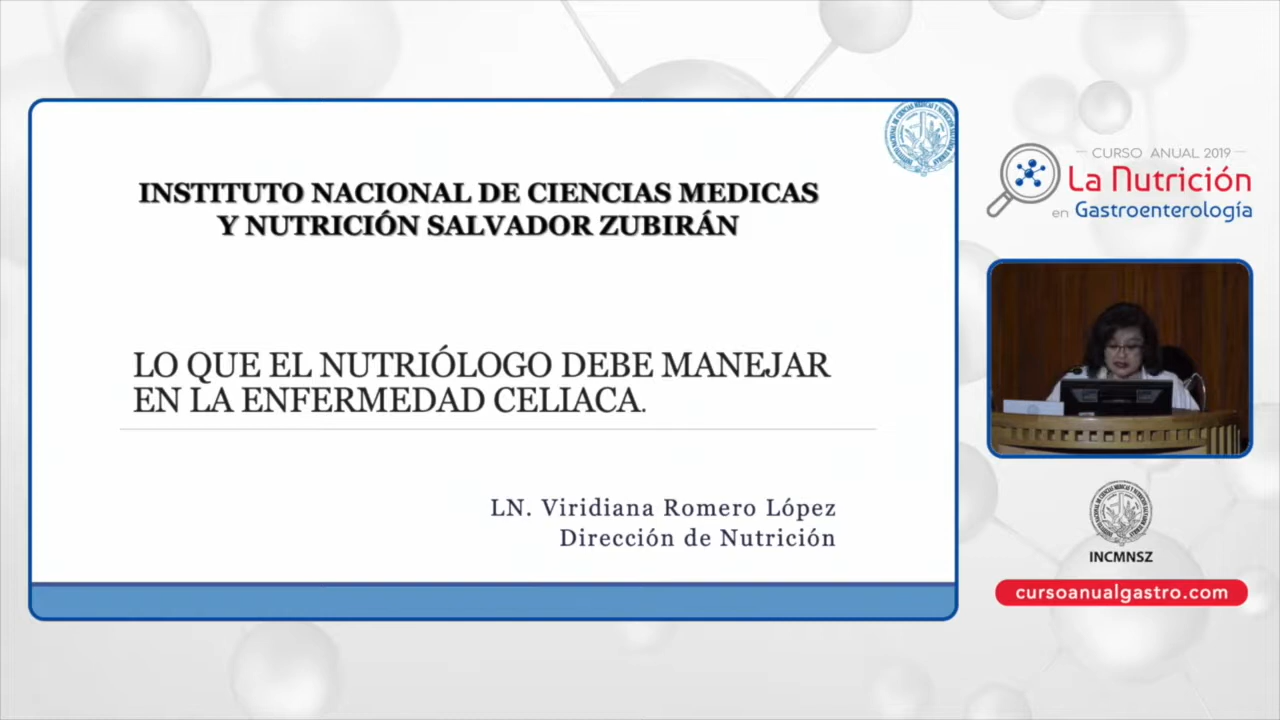 INSTITUTO NACIONAL DE CIENCIAS MEDICAS
Y NUTRICIÓN SALVADOR ZUBIRÁN
LO QUE EL NUTRIÓLOGO DEBE MANEJAR
EN LA ENFERMEDAD CELIACA.
LN. Viridiana Romero López
Dirección de Nutrición
CURSO ANUAL 2019
La Nutrición
en Gastroenterología
INCMNSZ
cursoanualgastro.com